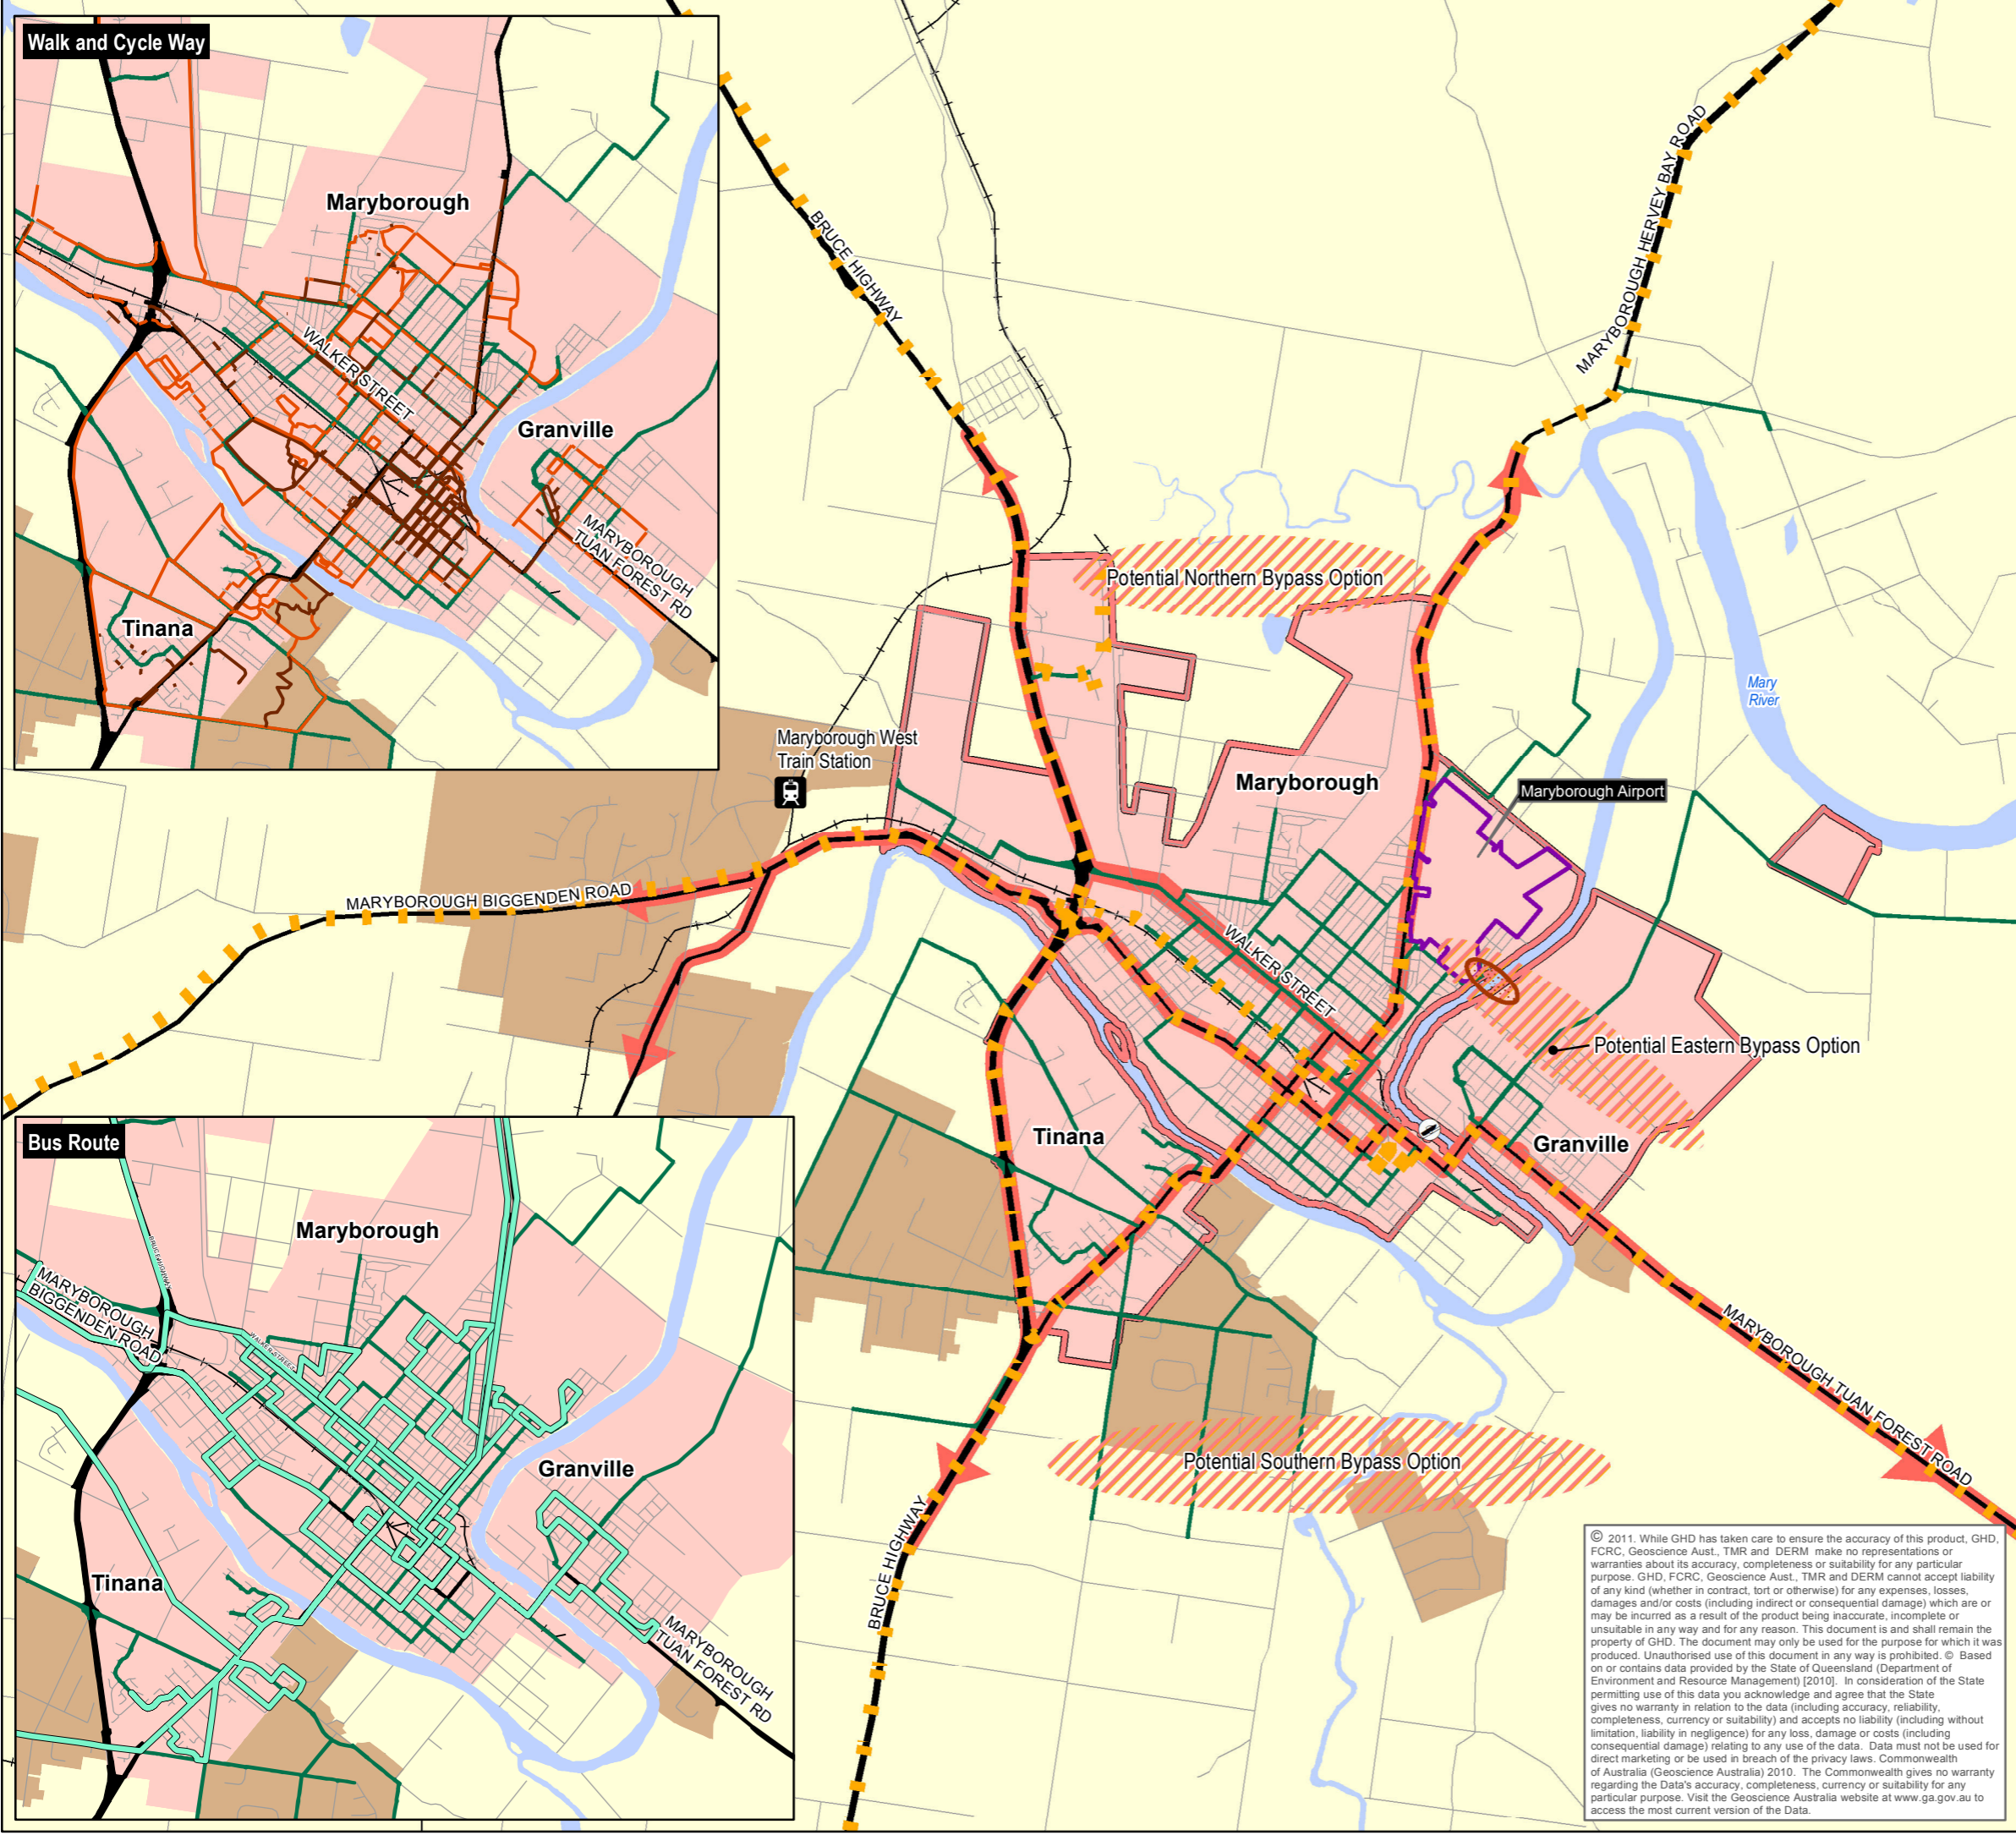 Walk and Cycle Way
Maryborough
WALKER STREET
Granville
MARYBOROUGH
TUAN FOREST RD
Tinana
BRUCE HIGHWAY
MARYBOROUGH HERVEY BAY ROAD
Potential Northern Bypass Option
Mary
River
Maryborough West
Train Station
Maryborough
Maryborough Airport
MARYBOROUGH BIGGENDEN ROAD
WALKER STREET
Potential Eastern Bypass Option
Tinana
Granville
MARYBOROUGH TUAN FOREST ROAD
Potential Southern Bypass Option
BRUCE HIGHWAY
Bus Route
Maryborough
BRUCE HIGHWAY
MARYBOROUGH
BIGGENDEN ROAD
WALKER STREET
Granville
Tinana
MARYBOROUGH
TUAN FOREST RD
© 2011. While GHD has taken care to ensure the accuracy of this product, GHD,
FCRC, Geoscience Aust., TMR and DERM make no representations or
warranties about its accuracy, completeness or suitability for any particular
purpose. GHD, FCRC, Geoscience Aust., TMR and DERM cannot accept liability
of any kind (whether in contract, tort or otherwise) for any expenses, losses,
damages and/or costs (including indirect or consequential damage) which are or
may be incurred as a result of the product being inaccurate, incomplete or
unsuitable in any way and for any reason. This document is and shall remain the
property of GHD. The document may only be used for the purpose for which it was
produced. Unauthorised use of this document in any way is prohibited. © Based
on or contains data provided by the State of Queensland (Department of
Environment and Resource Management) [2010]. In consideration of the State
permitting use of this data you acknowledge and agree that the State
gives no warranty in relation to the data (including accuracy, reliability,
completeness, currency or suitability) and accepts no liability (including without
limitation, liability in negligence) for any loss, damage or costs (including
consequential damage) relating to any use of the data. Data must not be used for
direct marketing or be used in breach of the privacy laws. Commonwealth
of Australia (Geoscience Australia) 2010. The Commonwealth gives no warranty
regarding the Data's accuracy, completeness, currency or suitability for any
particular purpose. Visit the Geoscience Australia website at www.ga.gov.au to
access the most current version of the Data.